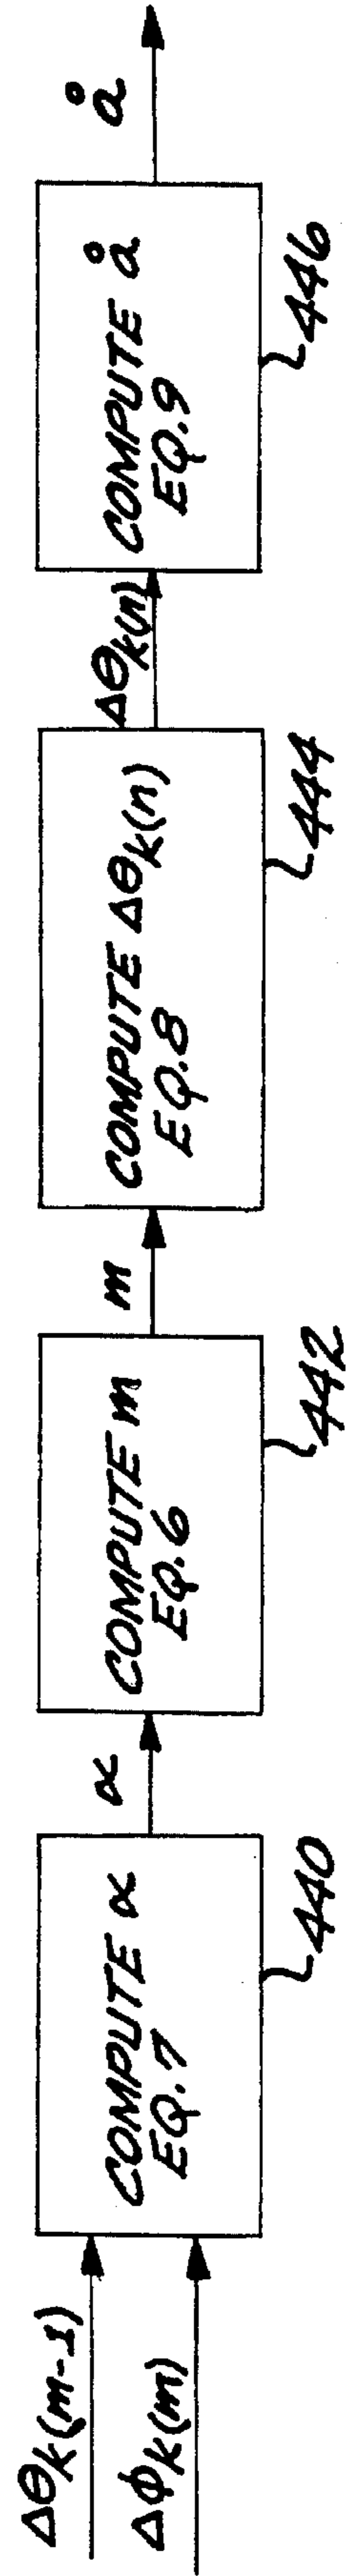 Δθk(m-1)
Δϕk(m)
COMPUTE α
EQ.7
440
α
COMPUTE m
EQ.6
442
m
COMPUTE Δθk(n)
EQ.8
444
Δθk(n)
COMPUTE å
EQ.9
446
å